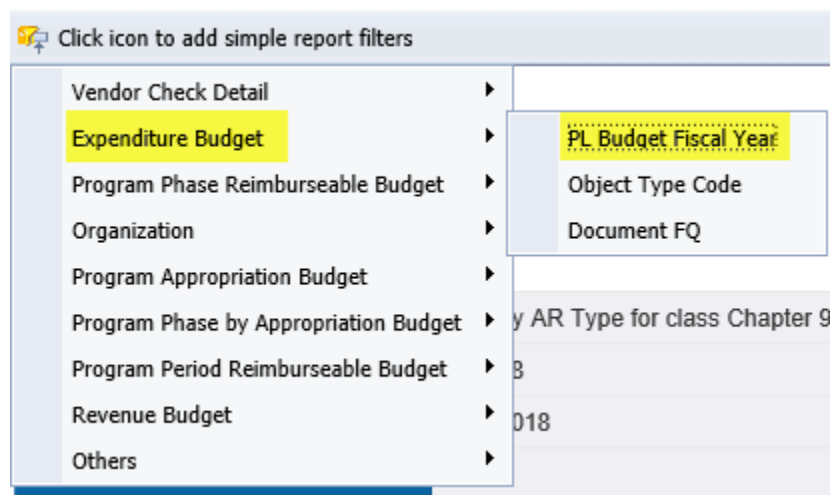 Click icon to add simple report filters
Vendor Check Detail
Expenditure Budget
PL Budget Fiscal Year
Program Phase Reimburseable Budget
Object Type Code
Organization
Document FQ
Program Appropriation Budget
Program Phase by Appropriation Budget
y AR Type for class Chapter 9
Program Period Reimburseable Budget
8
Revenue Budget
018
Others